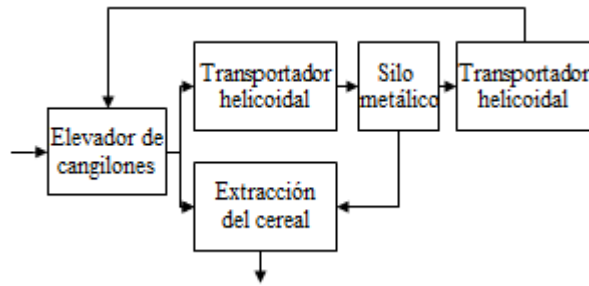 Transportador
helicoidal
Silo
metálico
Transportador
helicoidal
Elevador de
cangilones
Extracción
del cereal